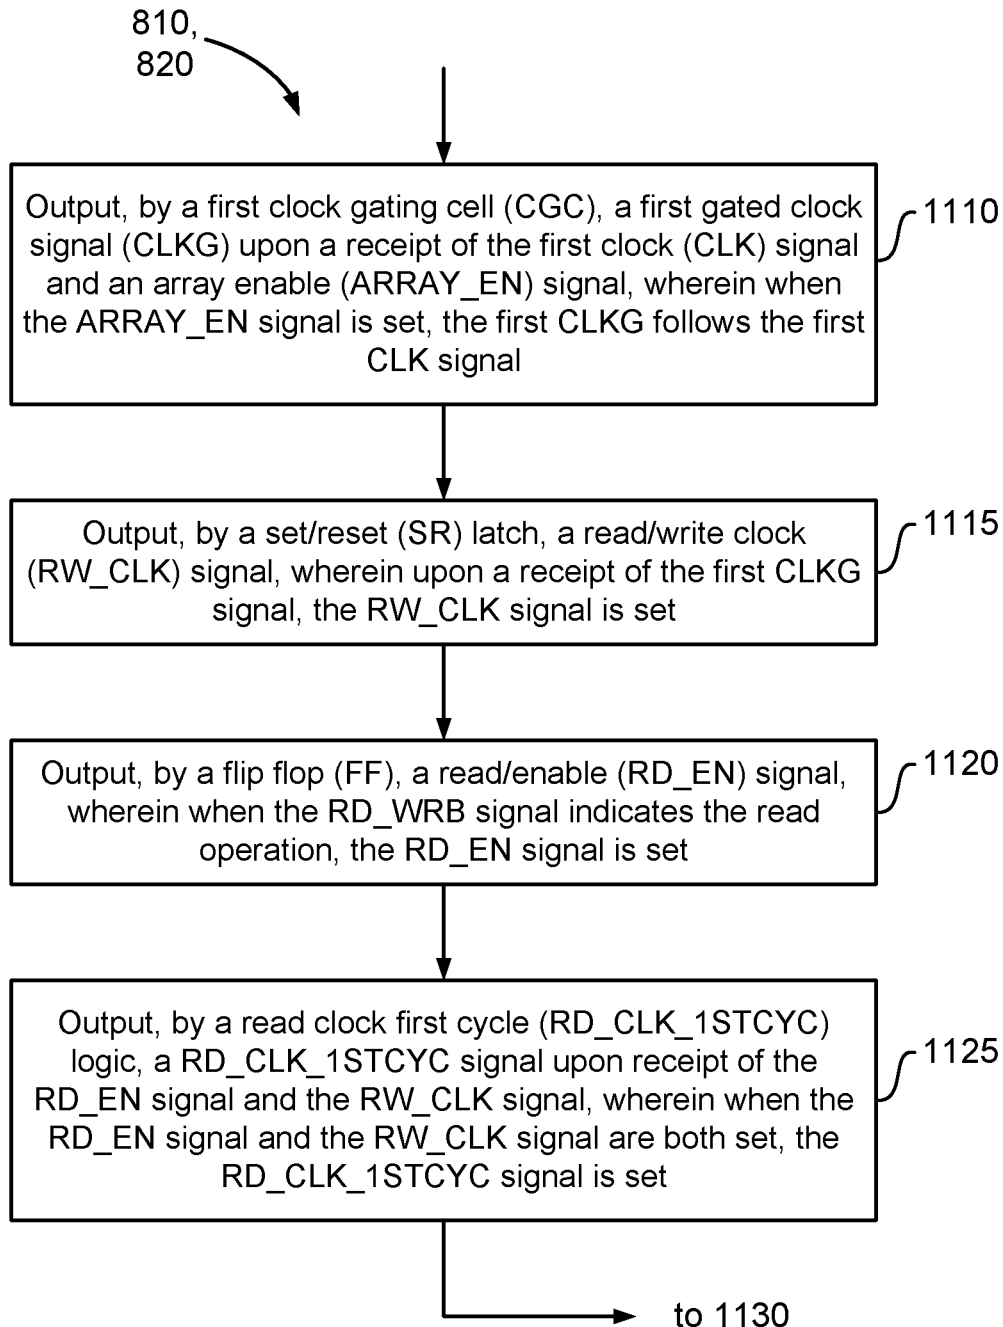 810,
820
Output, by a first clock gating cell (CGC), a first gated clock
signal (CLKG) upon a receipt of the first clock (CLK) signal
and an array enable (ARRAY_EN) signal, wherein when
the ARRAY_EN signal is set, the first CLKG follows the first
CLK signal
1110
Output, by a set/reset (SR) latch, a read/write clock
(RW_CLK) signal, wherein upon a receipt of the first CLKG
signal, the RW_CLK signal is set
1115
Output, by a flip flop (FF), a read/enable (RD_EN) signal,
wherein when the RD_WRB signal indicates the read
operation, the RD_EN signal is set
1120
Output, by a read clock first cycle (RD_CLK_1STCYC)
logic, a RD_CLK_1STCYC signal upon receipt of the
RD_EN signal and the RW_CLK signal, wherein when the
RD_EN signal and the RW_CLK signal are both set, the
RD_CLK_1STCYC signal is set
1125
to 1130